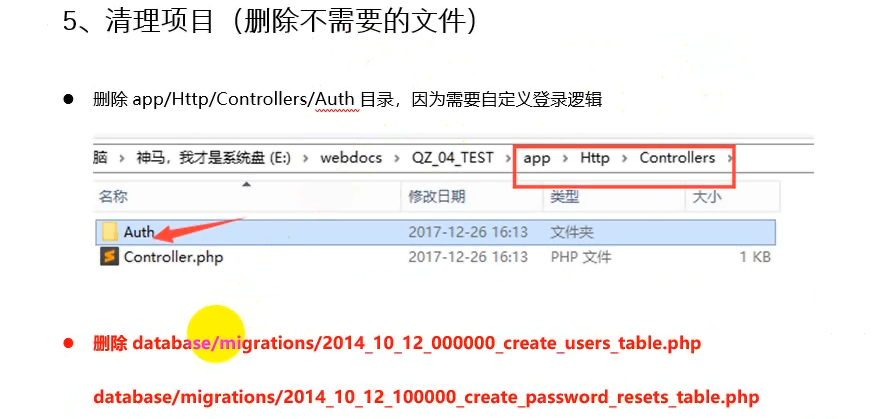 5、清理项目（删除不需要的文件）
● 删除 app/Http/Controllers/Auth 目录，因为需要自定义登录逻辑
脑 › 神马，我才是系统盘 (E:) › webdocs › QZ_04_TEST › app › Http › Controllers ›
名称 修改日期 类型 大小
Auth 2017-12-26 16:13 文件夹
Controller.php 2017-12-26 16:13 PHP 文件 1 KB
● 删除 database/migrations/2014_10_12_000000_create_users_table.php
database/migrations/2014_10_12_100000_create_password_resets_table.php